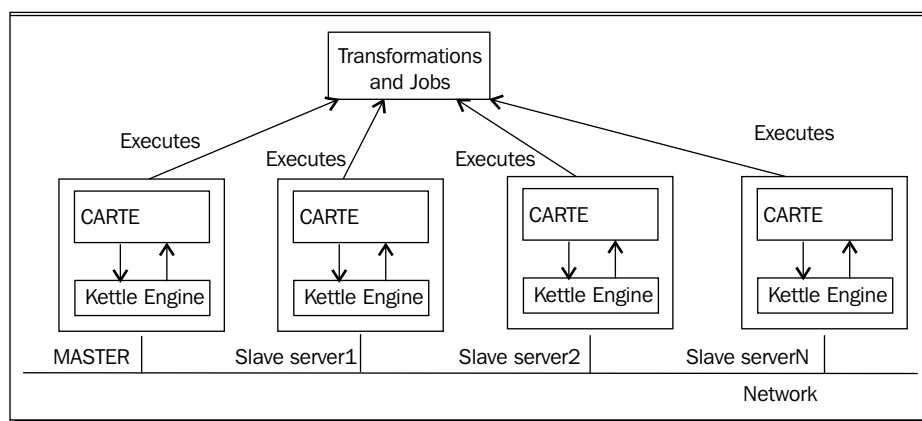 Transformations
and Jobs
Executes
Executes
Executes
Executes
CARTE
CARTE
CARTE
CARTE
Kettle Engine
Kettle Engine
Kettle Engine
Kettle Engine
MASTER
Slave server1
Slave server2
Slave serverN
Network